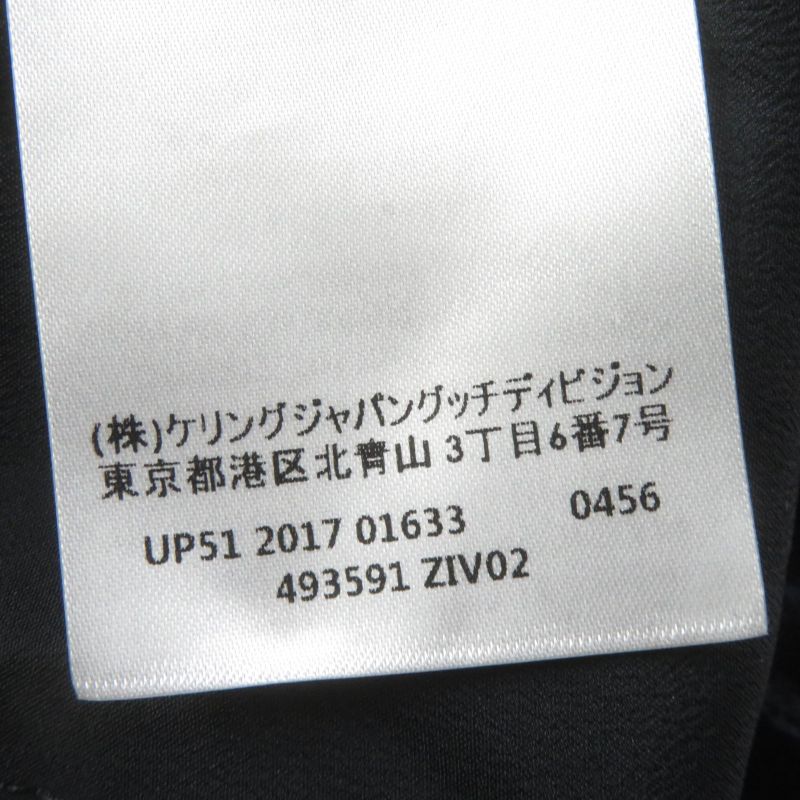 (株)ケリングジャパングッチディビジョン
東京都港区北青山 3丁目6番7号
UP51 2017 01633 0456
493591 ZIV02